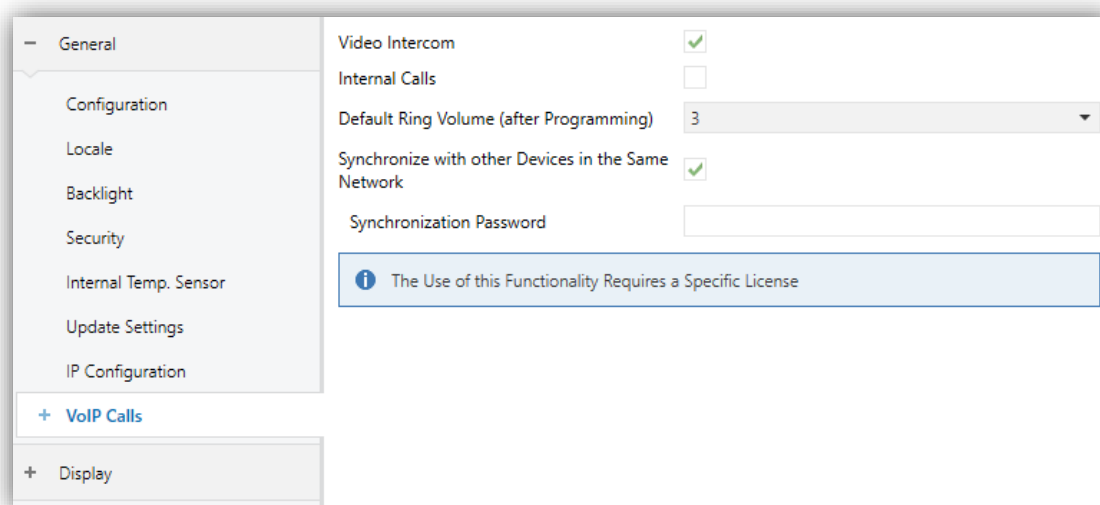 General
Configuration
Locale
Backlight
Security
Internal Temp. Sensor
Update Settings
IP Configuration
VoIP Calls
Display
Video Intercom
Internal Calls
Default Ring Volume (after Programming)
3
Synchronize with other Devices in the Same
Network
Synchronization Password
The Use of this Functionality Requires a Specific License